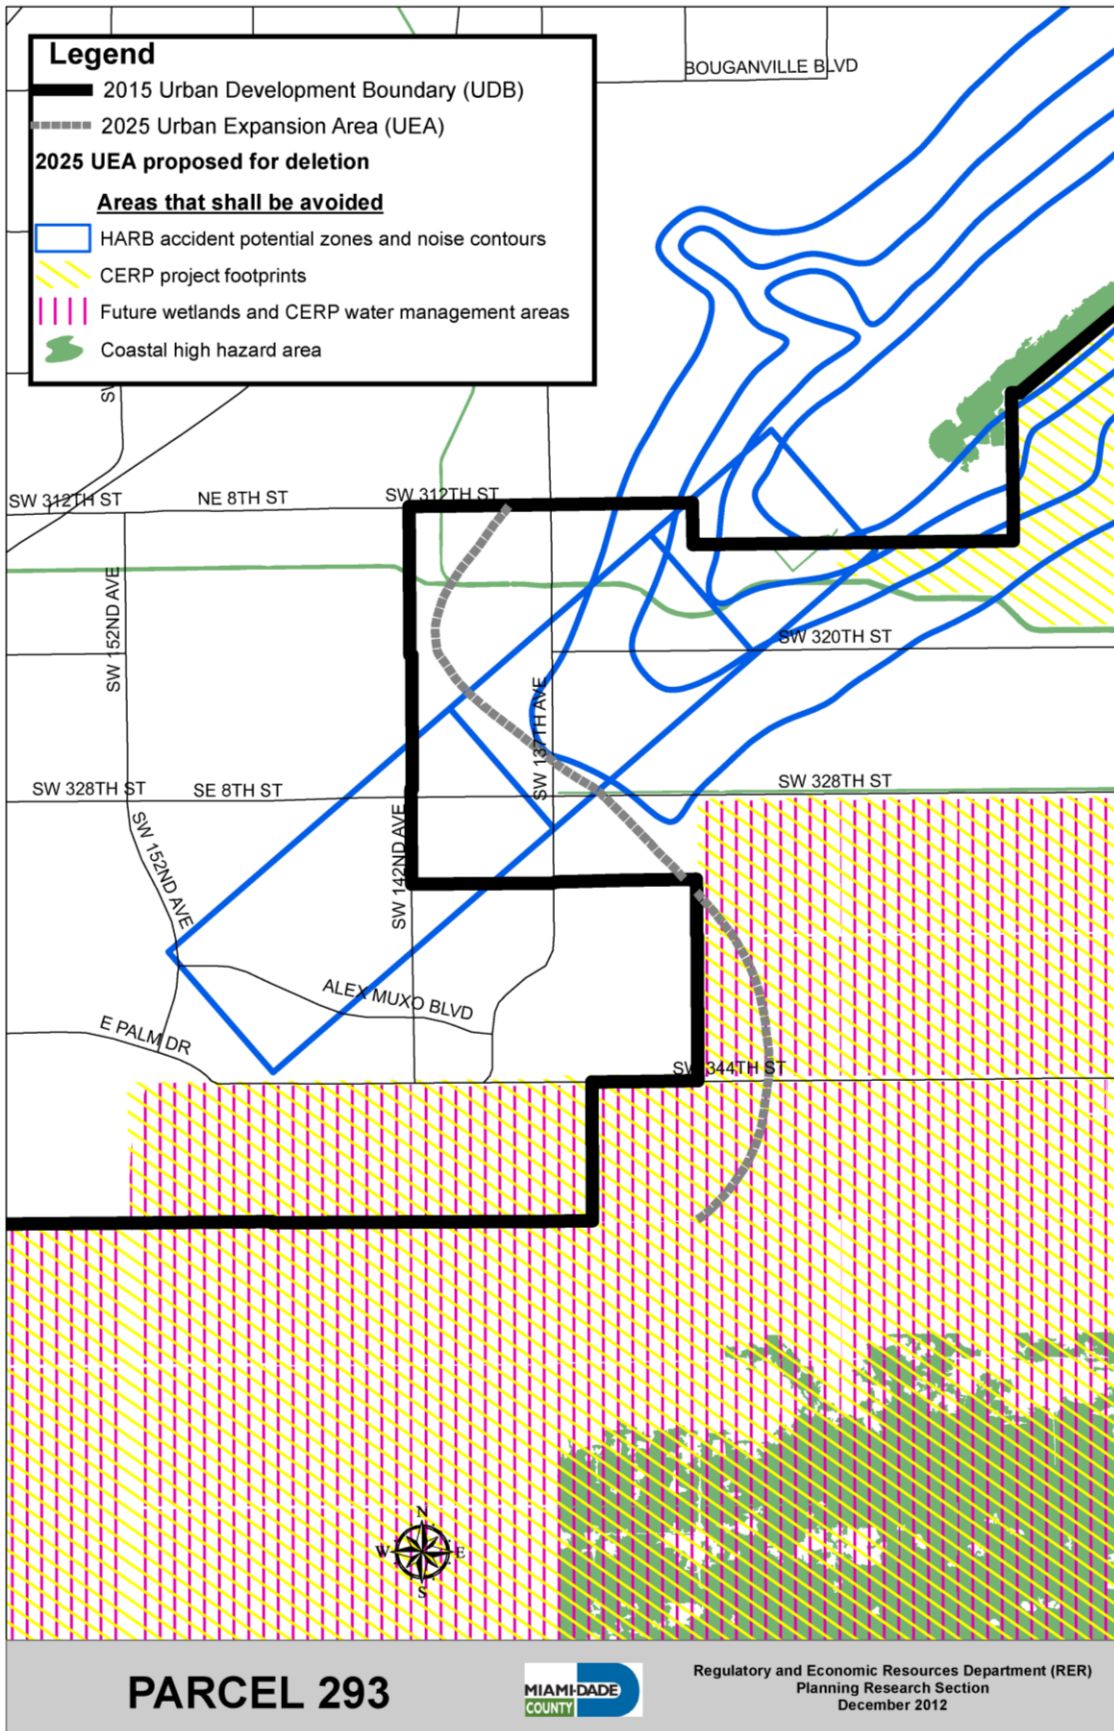 Legend
2015 Urban Development Boundary (UDB)
2025 Urban Expansion Area (UEA)
2025 UEA proposed for deletion
Areas that shall be avoided
HARB accident potential zones and noise contours
CERP project footprints
Future wetlands and CERP water management areas
Coastal high hazard area
BOUGANVILLE BLVD
SW
SW 312TH ST
NE 8TH ST
SW 312TH ST
SW 152ND AVE
SW 320TH ST
SW 137TH AVE
SW 328TH ST
SE 8TH ST
SW 328TH ST
SW 152ND AVE
SW 142ND AVE
ALEX MUXO BLVD
E PALM DR
SW 344TH ST
N
W
E
S
PARCEL 293
MIAMI-DADE
COUNTY
Regulatory and Economic Resources Department (RER)
Planning Research Section
December 2012